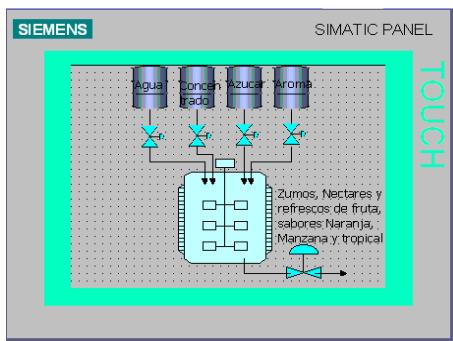 SIEMENS
SIMATIC PANEL
TOUCH
Agua
Concen
trado
Azucar
Aroma
Zumos, Nectares y
refrescos de fruta,
sabores Naranja,
Manzana y tropical